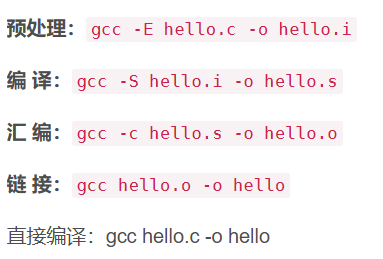 预处理：gcc -E hello.c -o hello.i
编 译：gcc -S hello.i -o hello.s
汇 编：gcc -c hello.s -o hello.o
链 接：gcc hello.o -o hello
直接编译：gcc hello.c -o hello